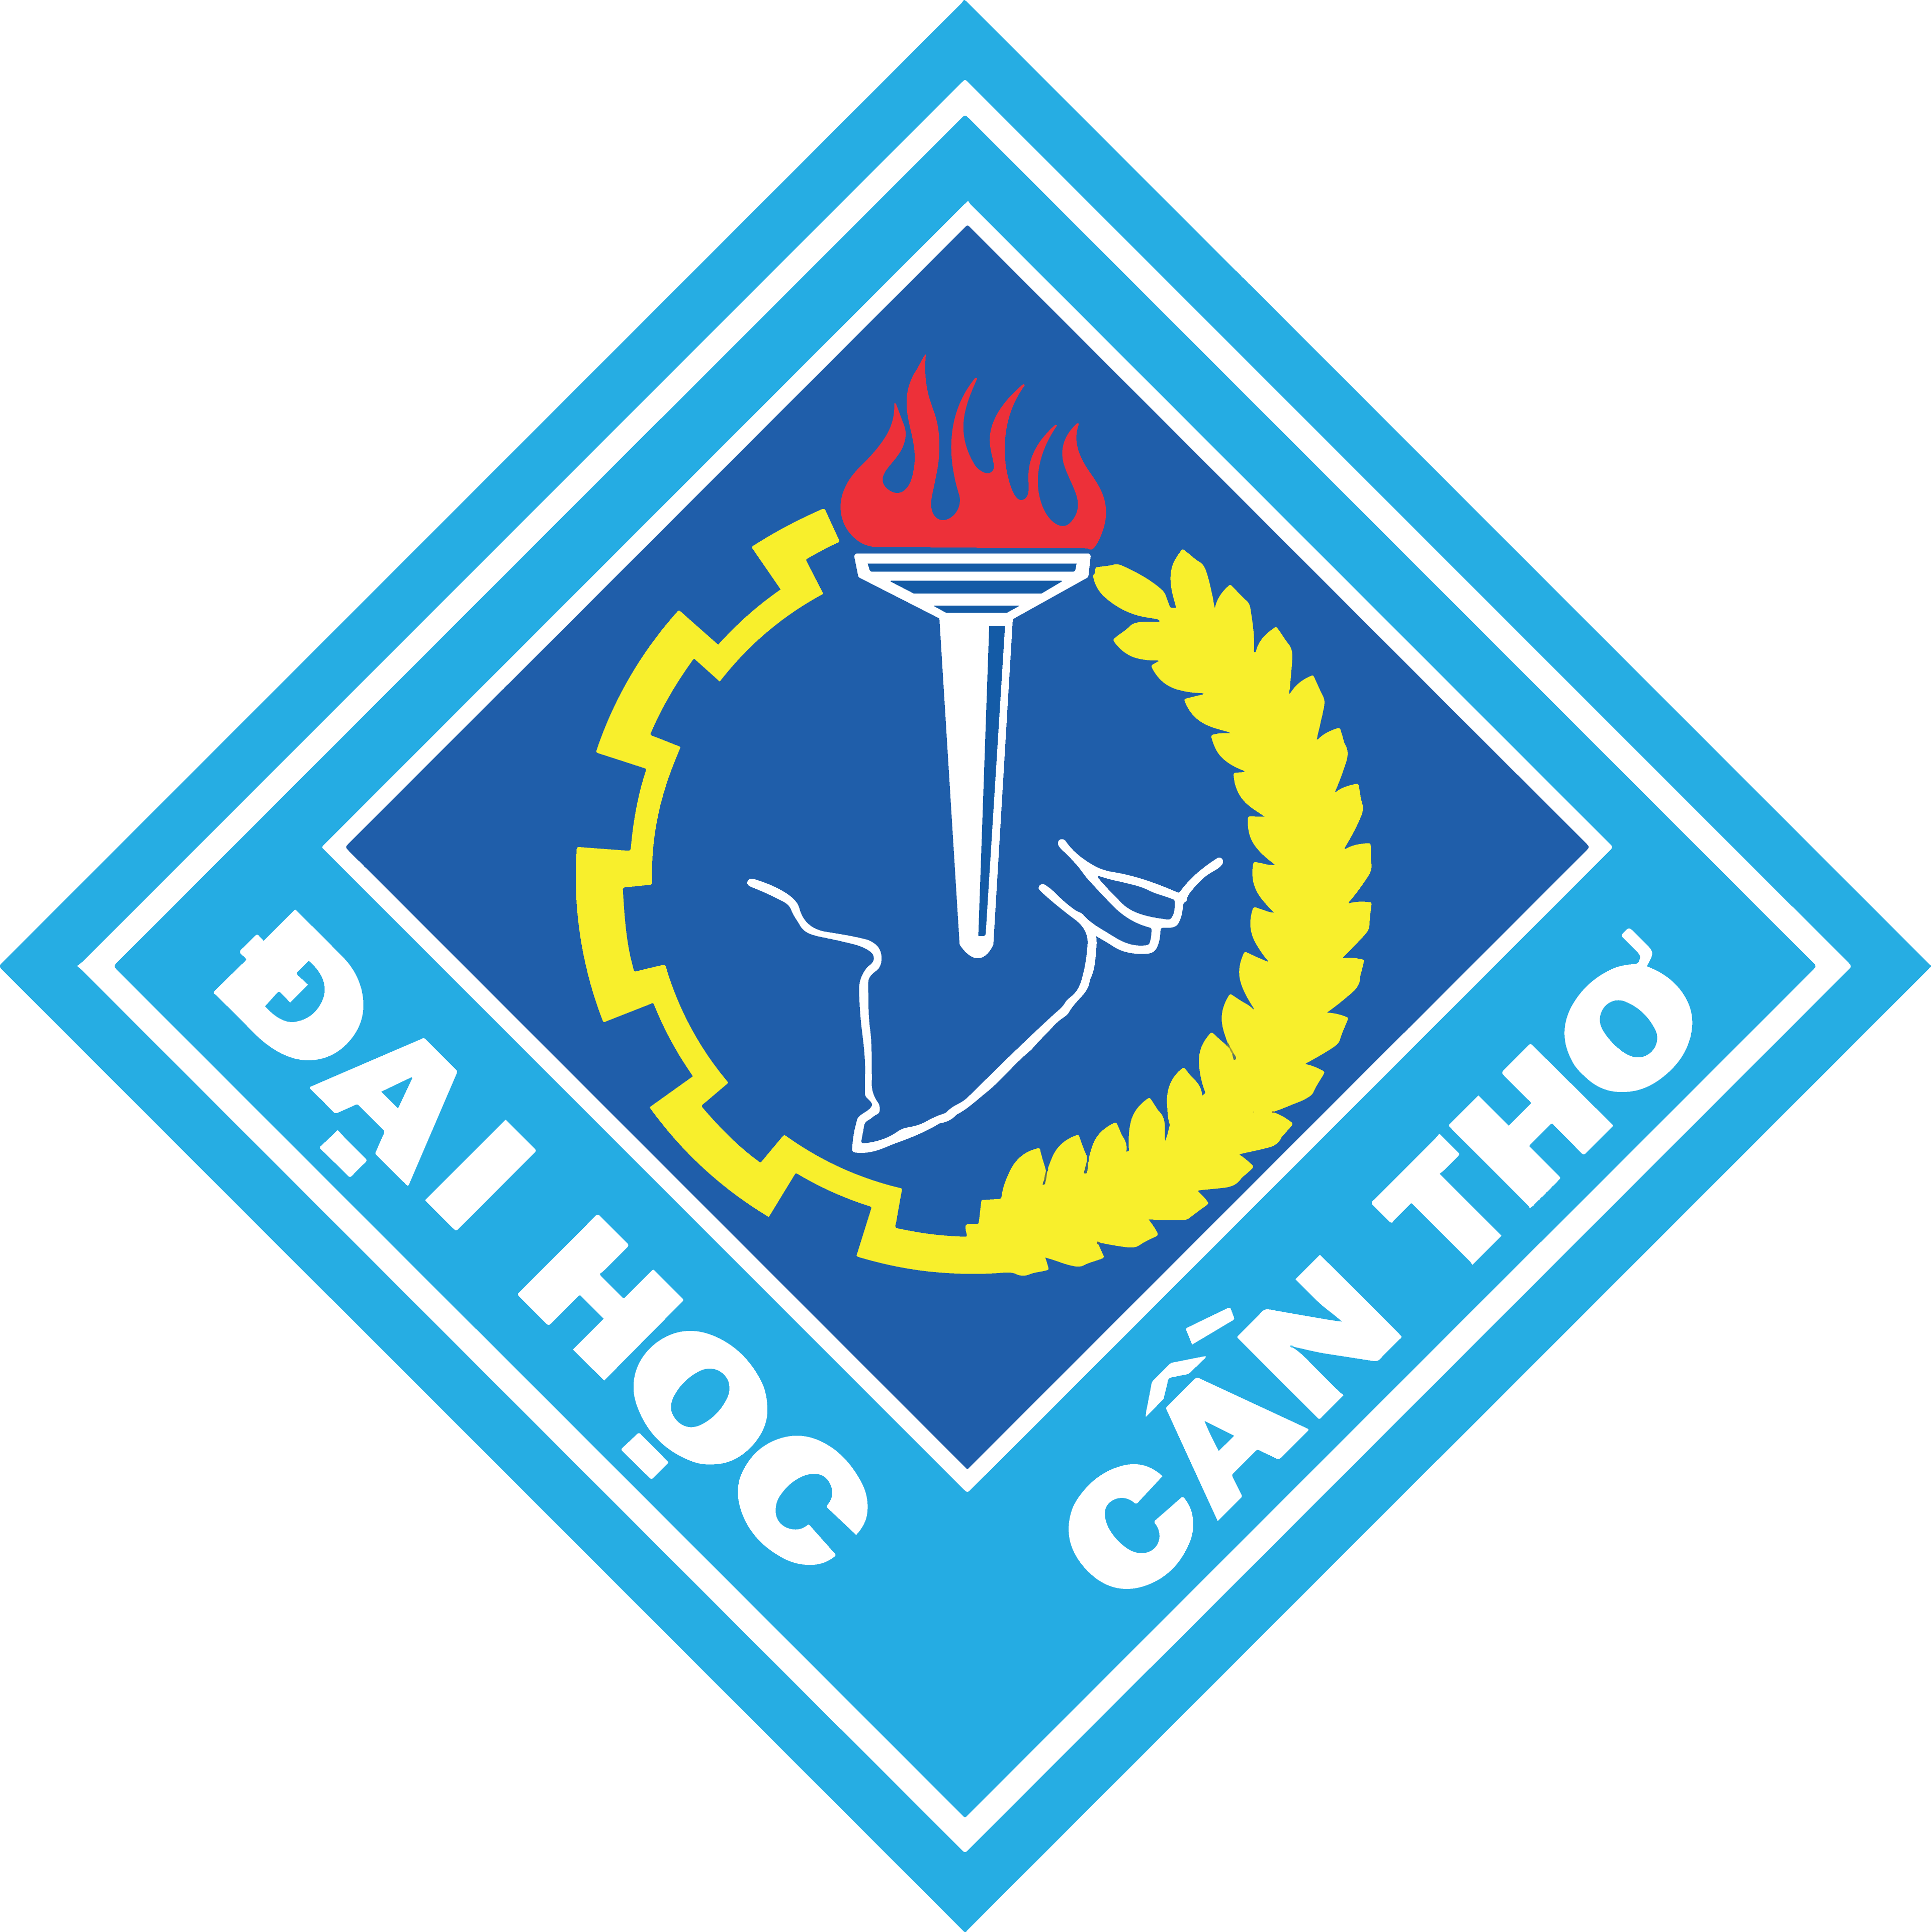 ĐẠI HỌC
CẦN THƠ